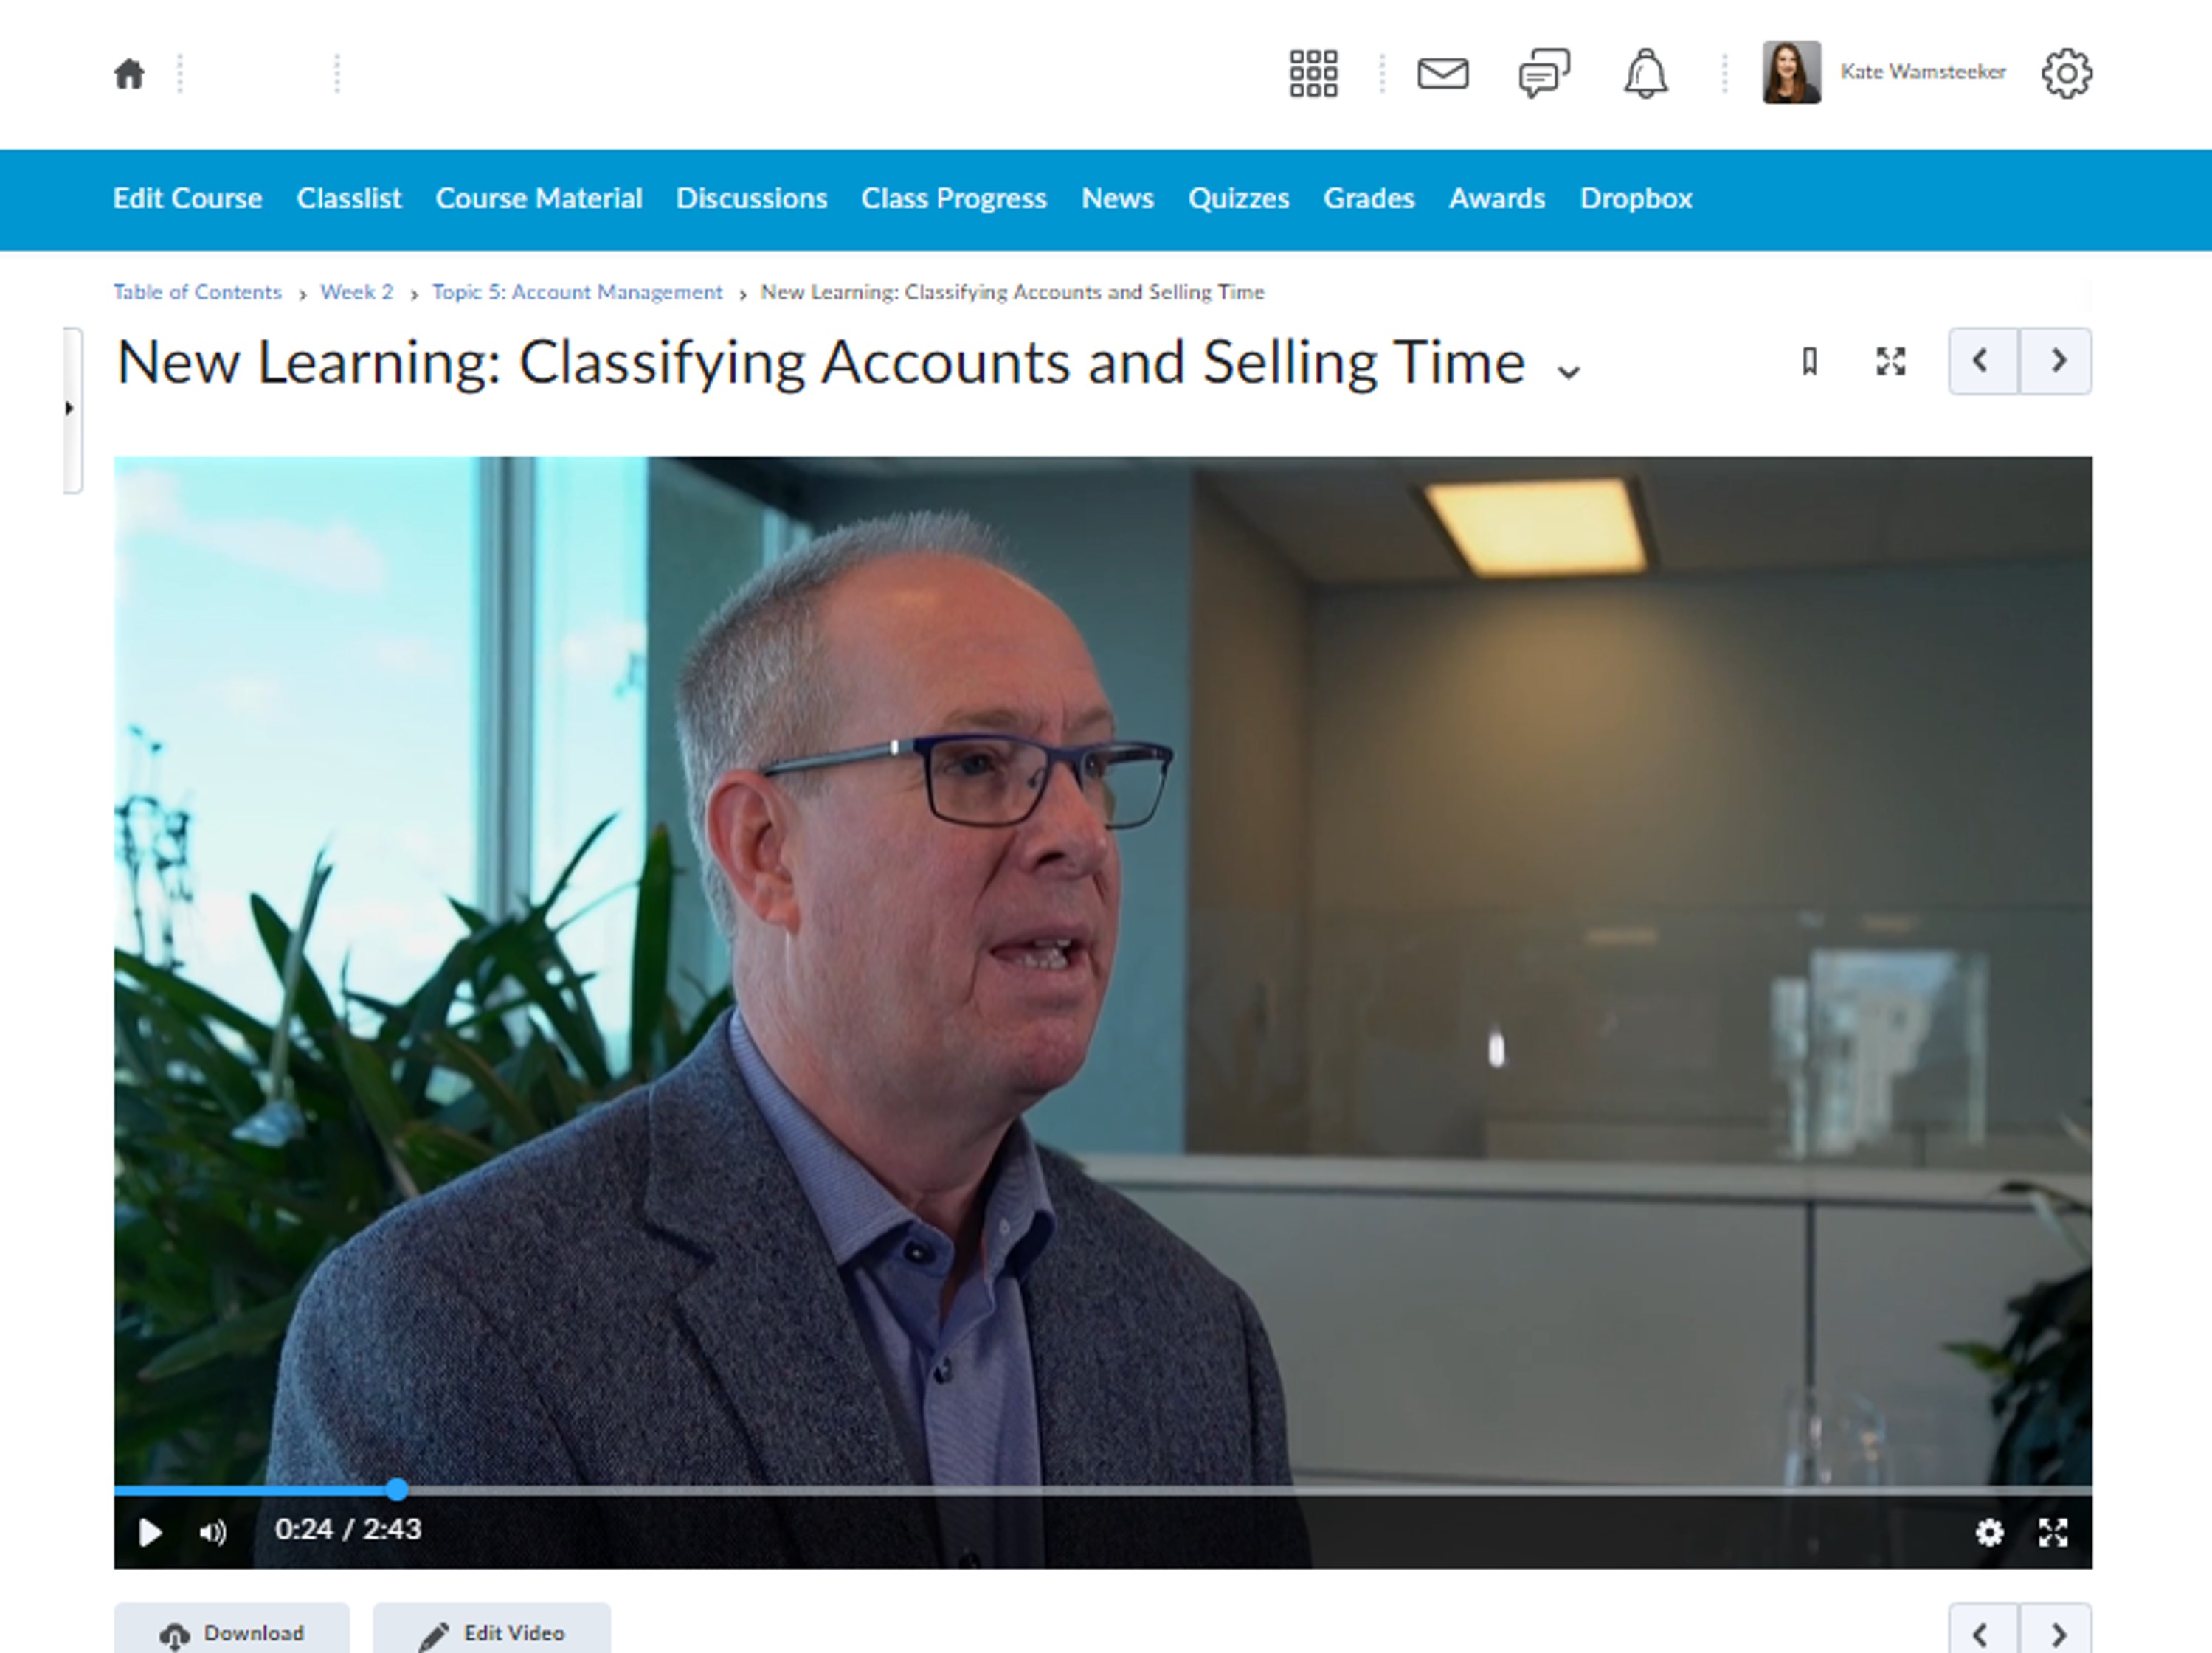 Kate Wamsteeker
Edit Course Classlist Course Material Discussions Class Progress News Quizzes Grades Awards Dropbox
Table of Contents › Week 2 › Topic 5: Account Management › New Learning: Classifying Accounts and Selling Time
New Learning: Classifying Accounts and Selling Time
0:24 / 2:43
Download Edit Video